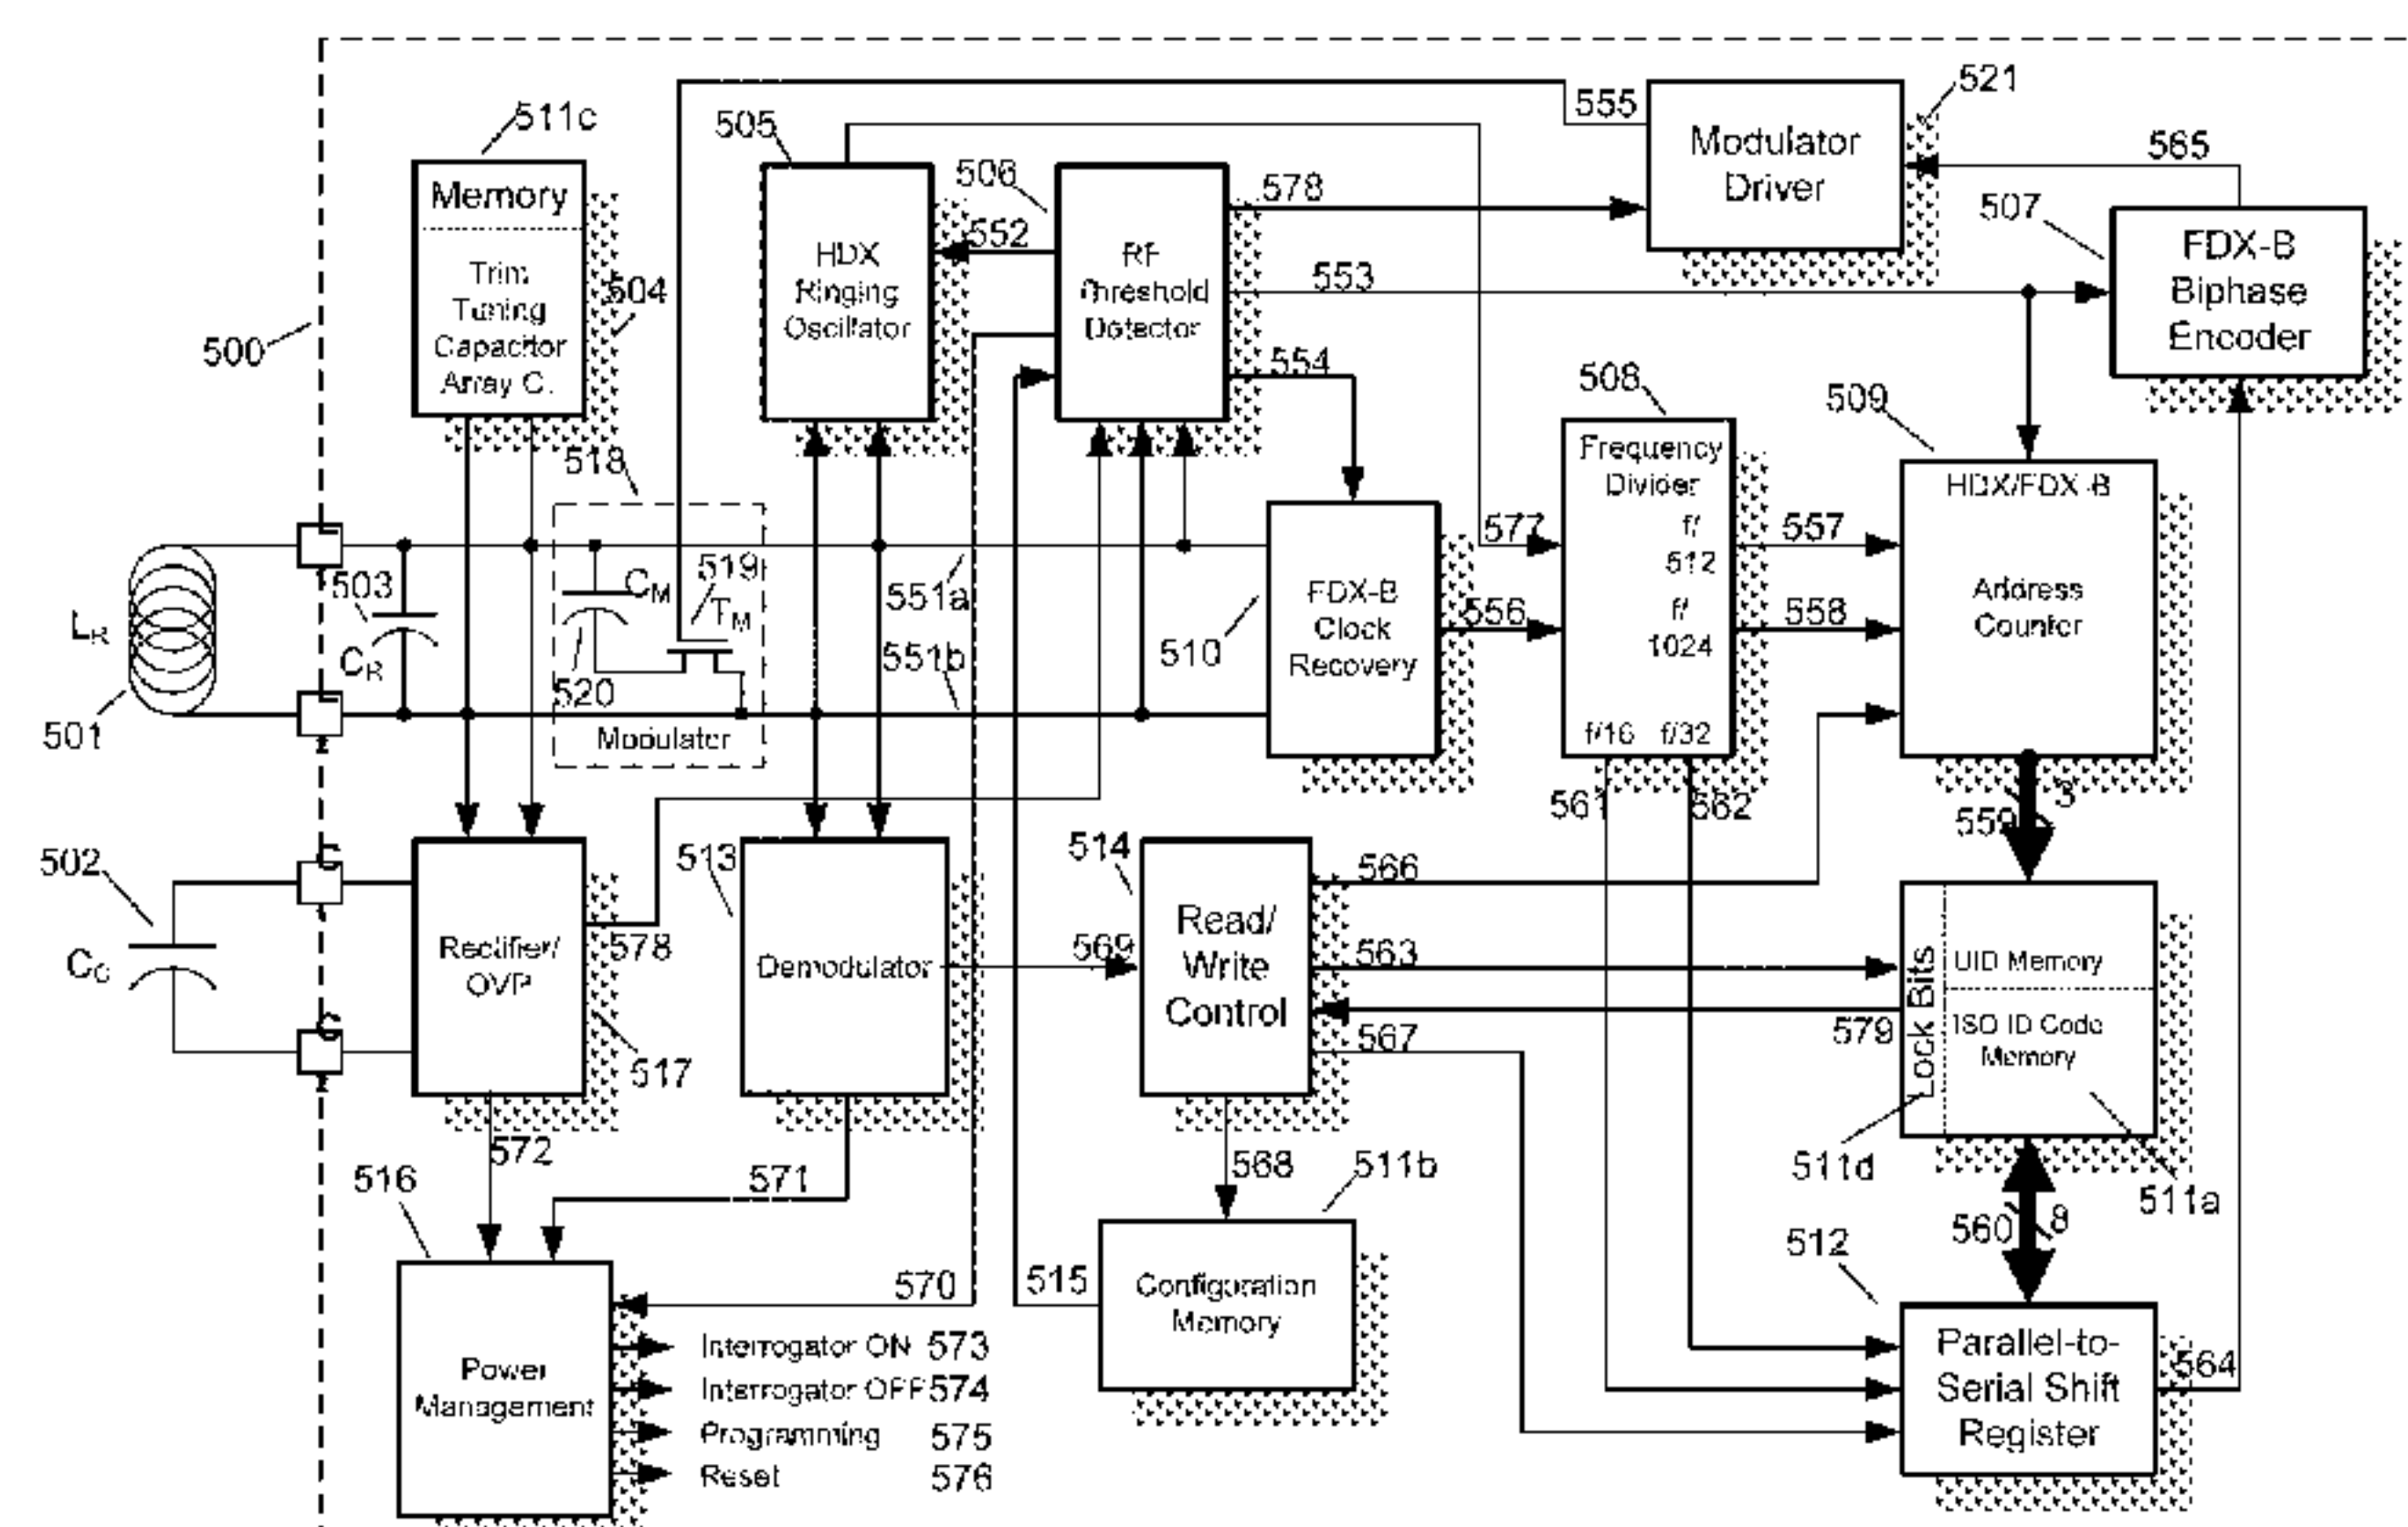 521
511c
505
555
Modulator
Driver
565
506
578
507
Memory
552
HDX
Ringing
Oscillator
RF
Threshold
Detector
553
FDX-B
Biphase
Encoder
Trim
Tuning
Capacitor
Array C.
504
500
554
508
509
Frequency
Divider
HDX/FDX-B
518
f/
512
577
557
503
CM
519
TM
551a
FDX-B
Clock
Recovery
556
f/
1024
558
Address
Counter
LR
CR
520
551b
510
501
Modulator
f/16
f/32
561
562
559
3
502
513
514
566
CC
Rectifier/
OVP
578
Demodulator
569
Read/
Write
Control
563
Lock Bits
UID Memory
579
ISO ID Code
Memory
567
517
572
571
568
511b
511d
511a
516
560
8
512
570
515
Configuration
Memory
Power
Management
Interrogator ON 573
Interrogator OFF 574
Programming 575
Reset 576
Parallel-to-
Serial Shift
Register
564